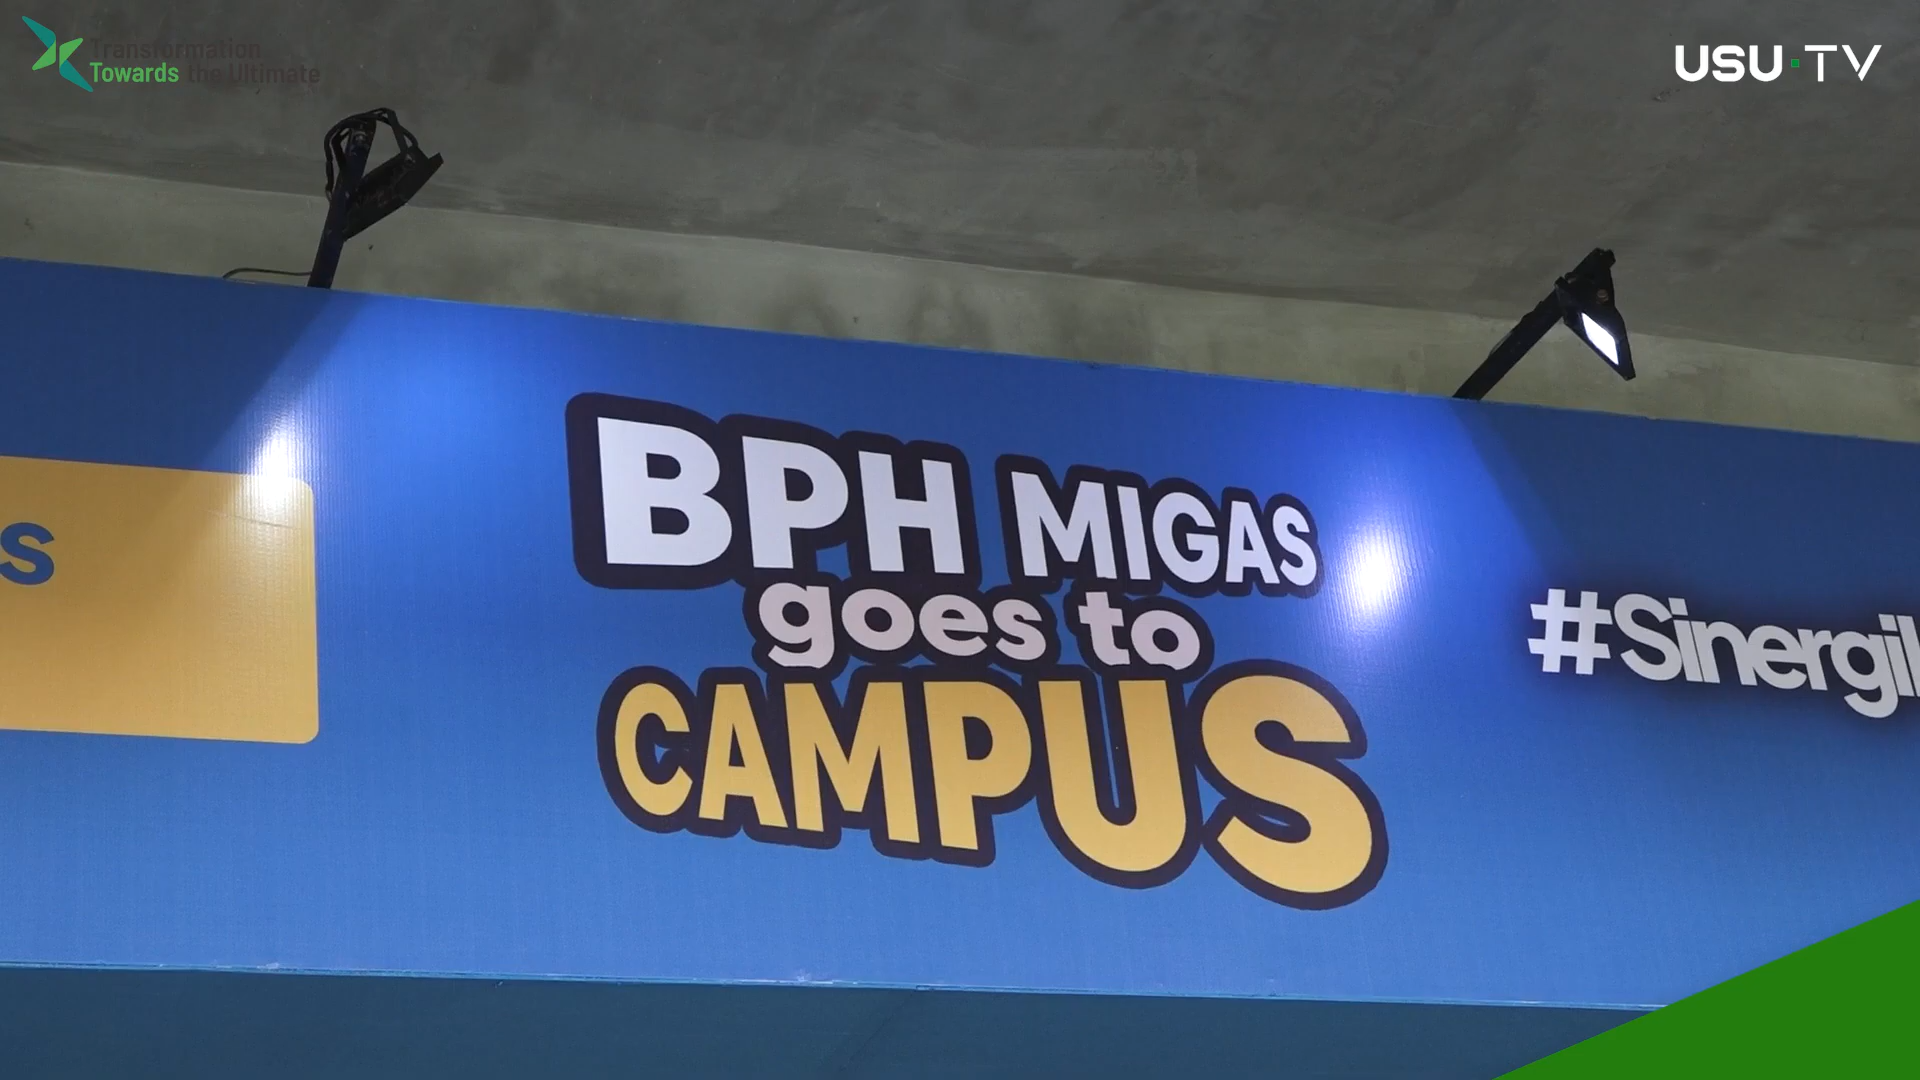 Transformation
Towards the Ultimate
USU TV
S
BPH MIGAS
goes to
CAMPUS
#Sinergi